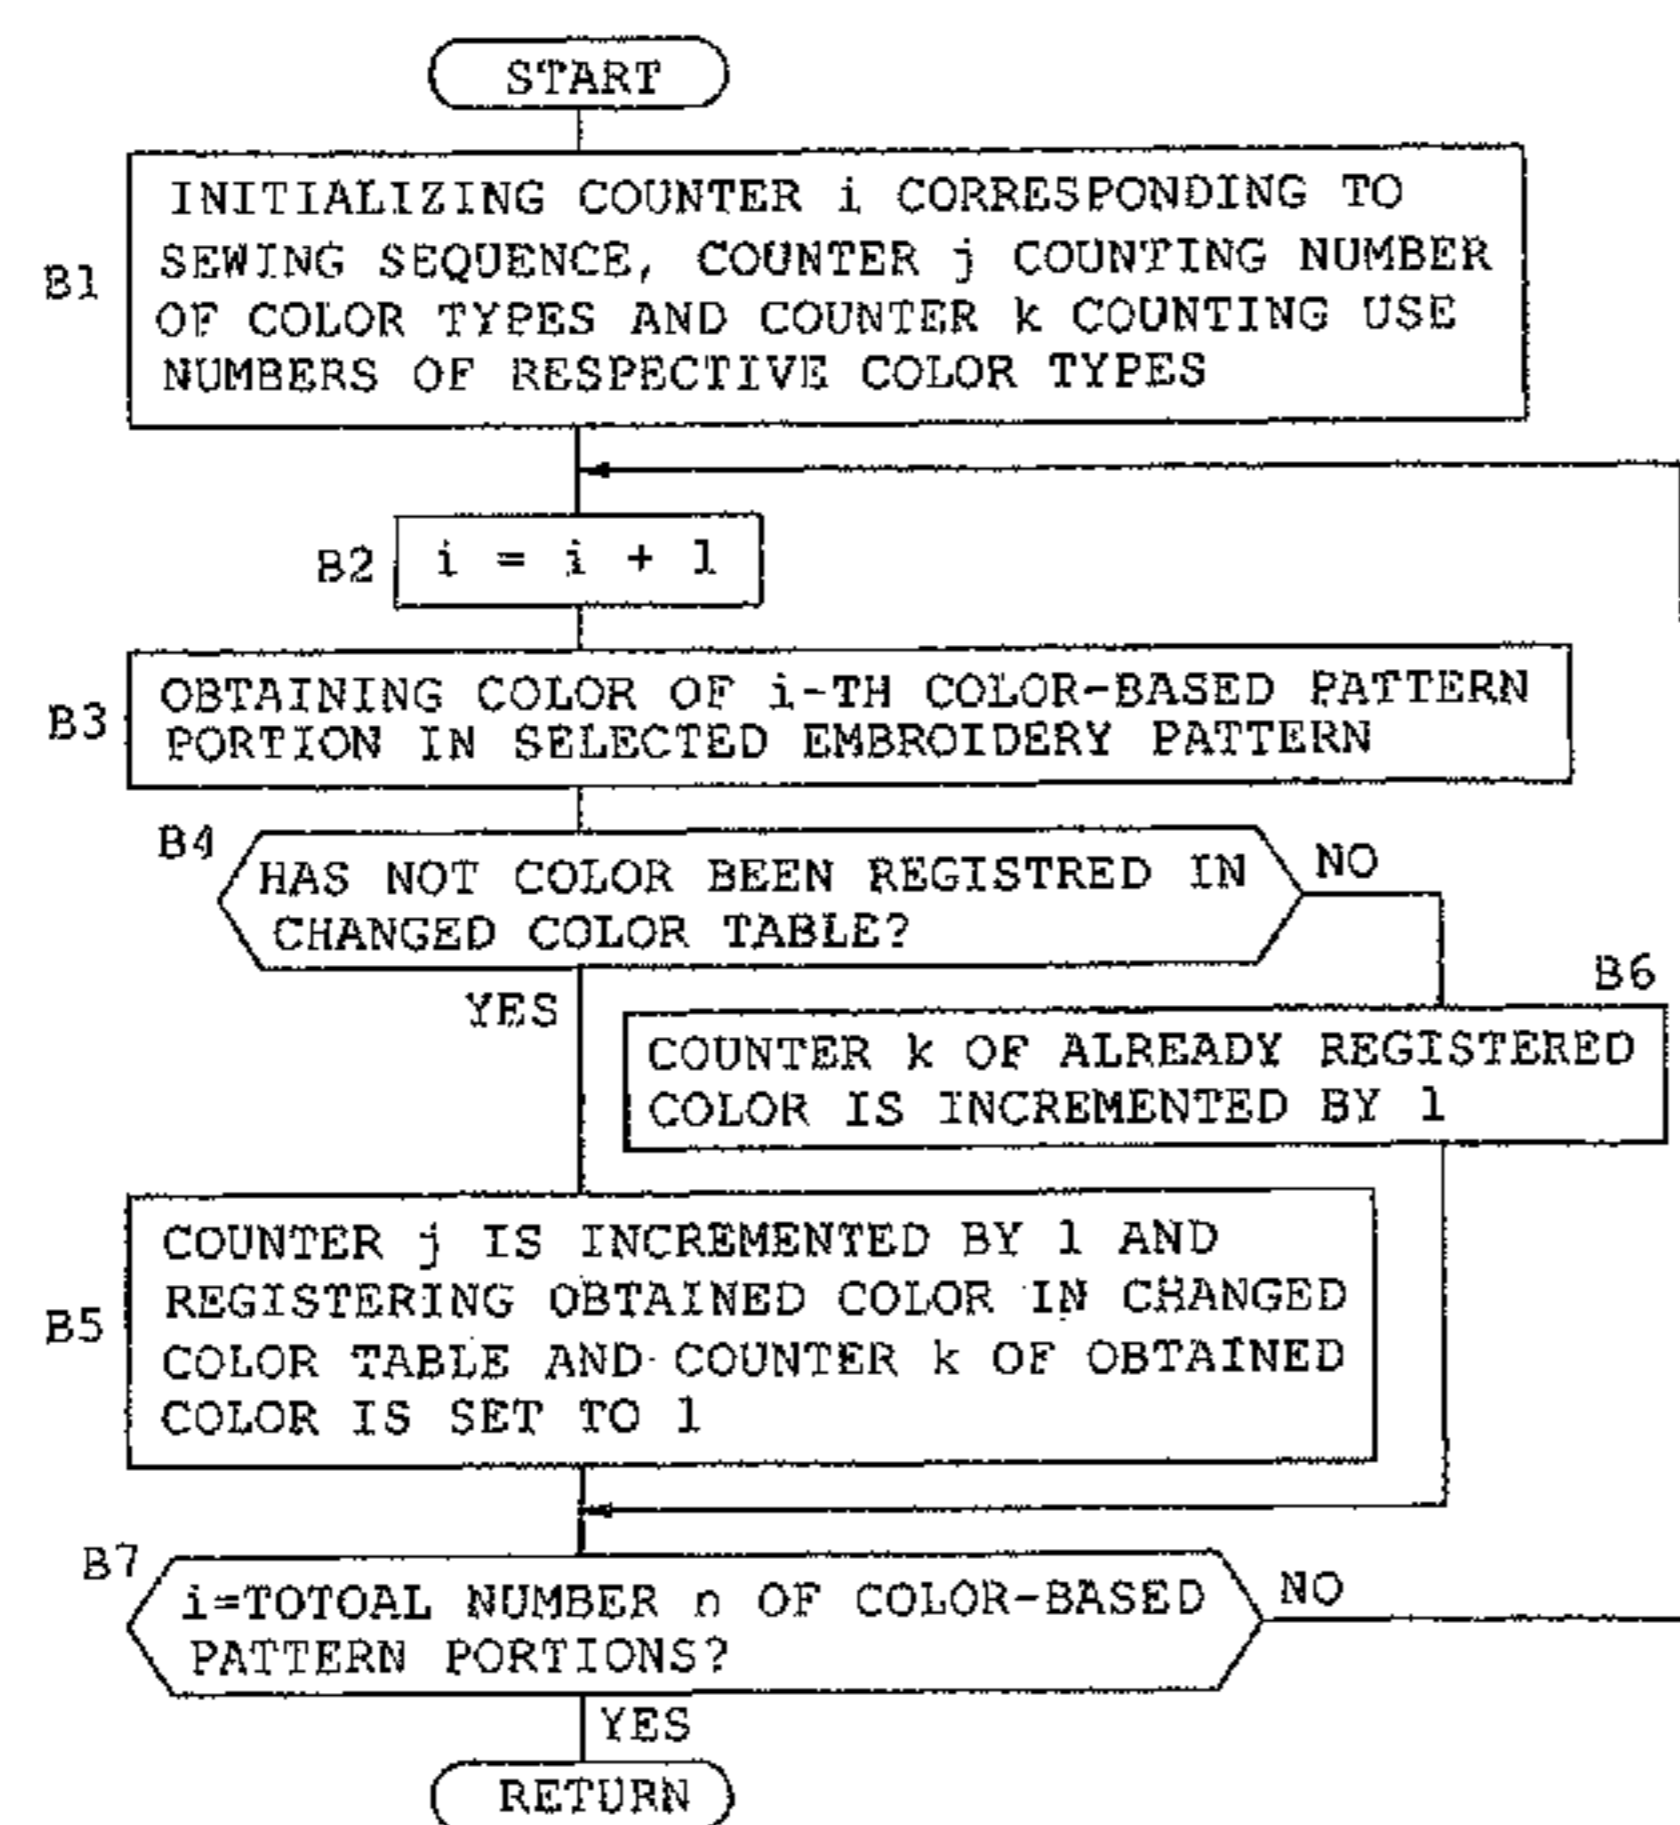 START
B1
INITIALIZING COUNTER i CORRESPONDING TO
SEWING SEQUENCE, COUNTER j COUNTING NUMBER
OF COLOR TYPES AND COUNTER k COUNTING USE
NUMBERS OF RESPECTIVE COLOR TYPES
B2
i = i + 1
B3
OBTAINING COLOR OF i-TH COLOR-BASED PATTERN
PORTION IN SELECTED EMBROIDERY PATTERN
B4
HAS NOT COLOR BEEN REGISTRED IN
CHANGED COLOR TABLE?
NO
YES
B6
COUNTER k OF ALREADY REGISTERED
COLOR IS INCREMENTED BY 1
B5
COUNTER j IS INCREMENTED BY 1 AND
REGISTERING OBTAINED COLOR IN CHANGED
COLOR TABLE AND COUNTER k OF OBTAINED
COLOR IS SET TO 1
B7
i=TOTOAL NUMBER n OF COLOR-BASED
PATTERN PORTIONS?
NO
YES
RETURN